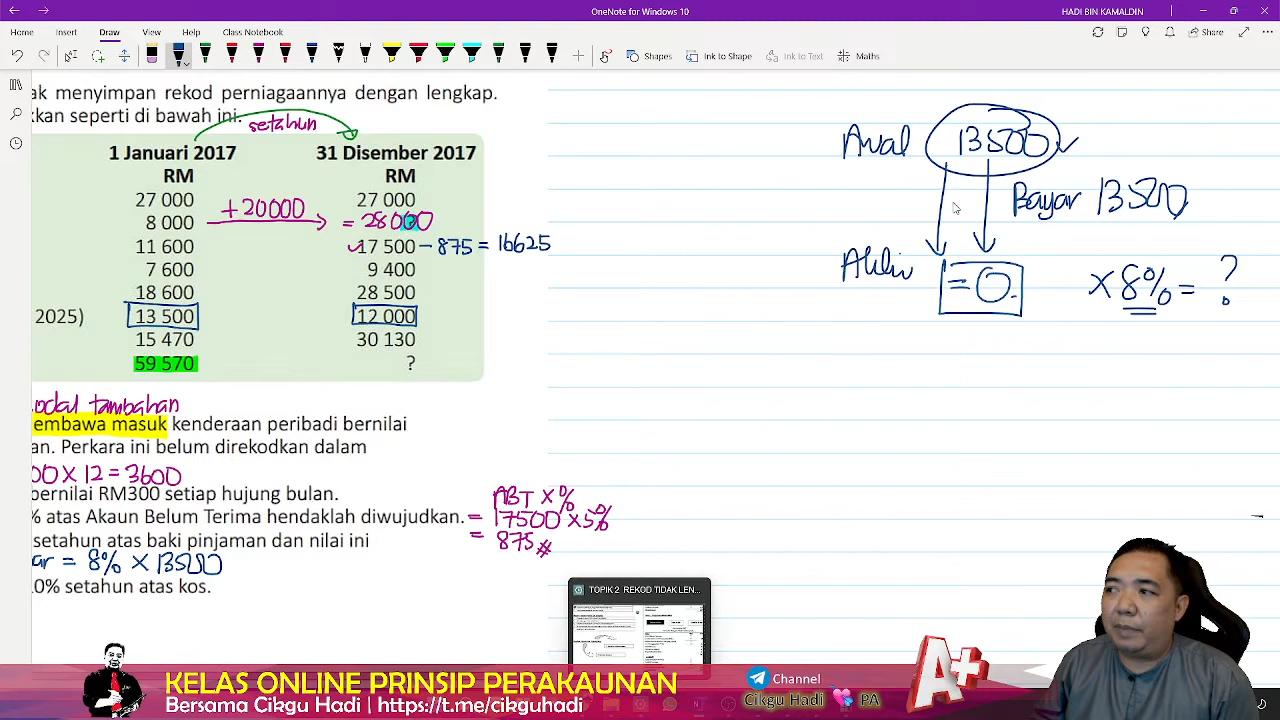 OneNote for Windows 10
HADI BIN KAMALDIN
Home Insert Draw View Help Class Notebook
Share
Shapes Ink to Shape Ink to Text Maths
ak menyimpan rekod perniagaannya dengan lengkap.
kan seperti di bawah ini.
setahun
1 Januari 2017 31 Disember 2017
RM RM
27 000 27 000
8 000 +20000 = 28000
11 600 17 500 - 875 = 16625
7 600 9 400
18 600 28 500
2025) 13 500 12 000
15 470 30 130
59 570 ?
odal tambahan
embawa masuk kenderaan peribadi bernilai
an. Perkara ini belum direkodkan dalam
00 X 12 = 3600
bernilai RM300 setiap hujung bulan.
% atas Akaun Belum Terima hendaklah diwujudkan.
setahun atas baki pinjaman dan nilai ini
ar = 8% X 13500
10% setahun atas kos.
ABT X %
= 17500 X 5%
= 875 #
Awal 13500
Bayar 13500
Akhir = 0. X 8% = ?
TOPIK 2 REKOD TIDAK LEN...
A+
KELAS ONLINE PRINSIP PERAKAUNAN
Bersama Cikgu Hadi | https://t.me/cikguhadi
Channel
Cikgu Hadi PA